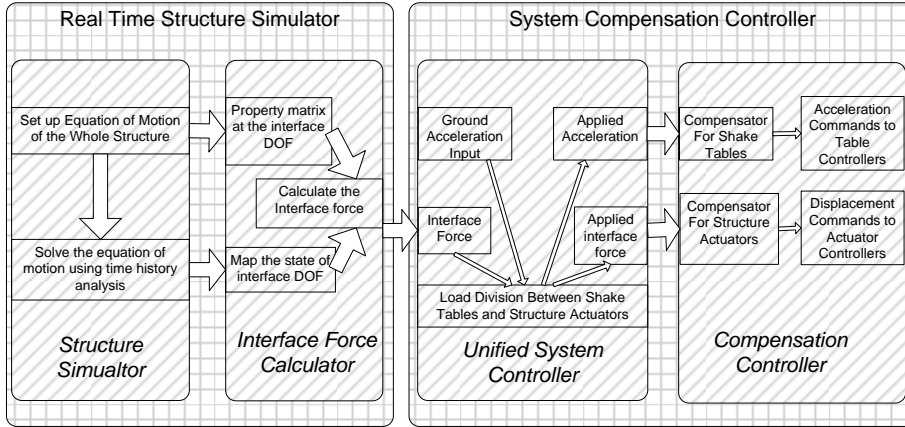 Real Time Structure Simulator
System Compensation Controller
Set up Equation of Motion
of the Whole Structure
Solve the equation of
motion using time history
analysis
Structure
Simualtor
Property matrix
at the interface
DOF
Calculate the
Interface force
Map the state of
interface DOF
Interface Force
Calculator
Ground
Acceleration
Input
Applied
Acceleration
Interface
Force
Applied
interface
force
Load Division Between Shake
Tables and Structure Actuators
Unified System
Controller
Compensator
For Shake
Tables
Acceleration
Commands to
Table Controllers
Compensator
For Structure
Actuators
Displacement
Commands to
Actuator Controllers
Compensation
Controller